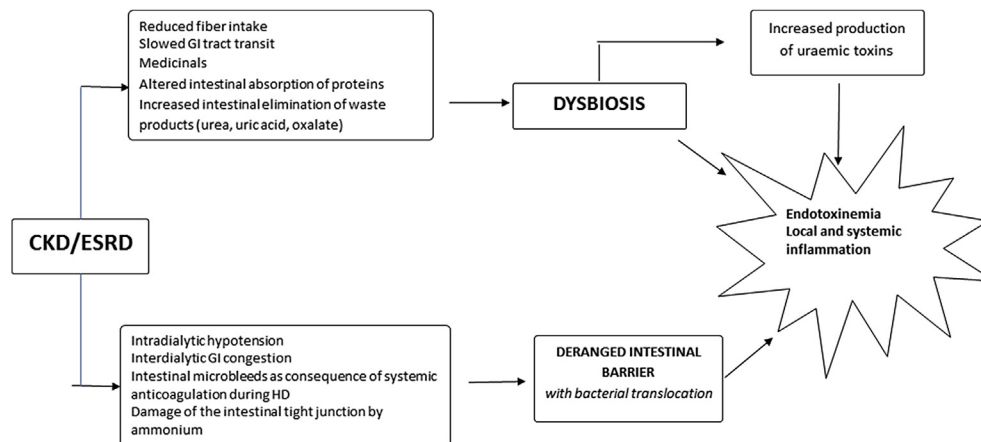 Reduced fiber intake
Slowed GI tract transit
Medicinals
Altered intestinal absorption of proteins
Increased intestinal elimination of waste
products (urea, uric acid, oxalate)
DYSBIOSIS
Increased production
of uraemic toxins
Endotoxinemia
Local and systemic
inflammation
CKD/ESRD
Intradialytic hypotension
Interdialytic GI congestion
Intestinal microbleeds as consequence of systemic
anticoagulation during HD
Damage of the intestinal tight junction by
ammonium
DERANGED INTESTINAL
BARRIER
with bacterial translocation